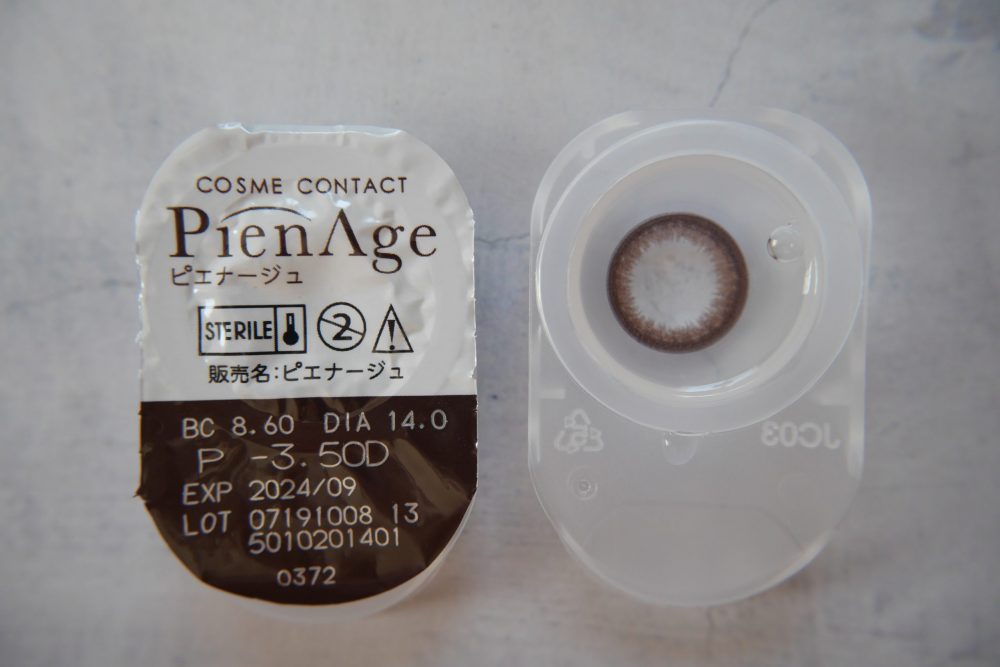 COSME CONTACT
PienAge
ピエナージュ
STERILE 2
販売名:ピエナージュ
BC 8.60 DIA 14.0
P -3.50D
EXP 2024/09
LOT 07191008 13
5010201401
0372
JC03